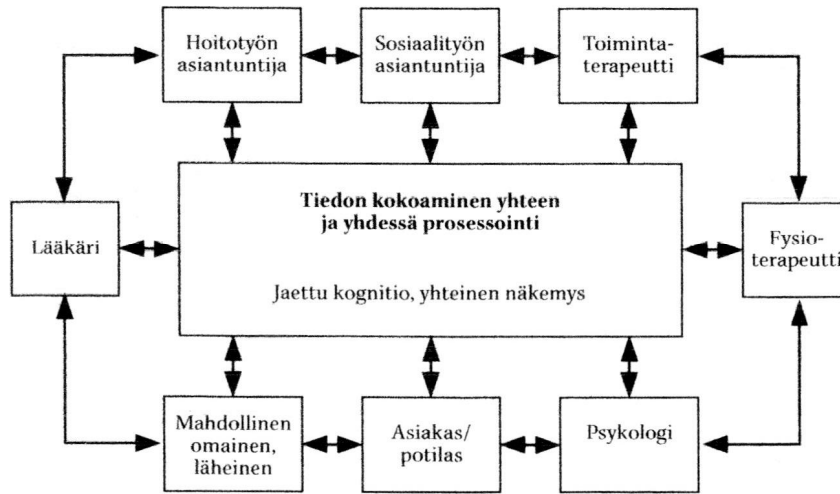 Hoitotyön
asiantuntija
Sosiaalityön
asiantuntija
Toiminta-
terapeutti
Lääkäri
Tiedon kokoaminen yhteen
ja yhdessä prosessointi
Jaettu kognitio, yhteinen näkemys
Fysio-
terapeutti
Mahdollinen
omainen,
läheinen
Asiakas/
potilas
Psykologi